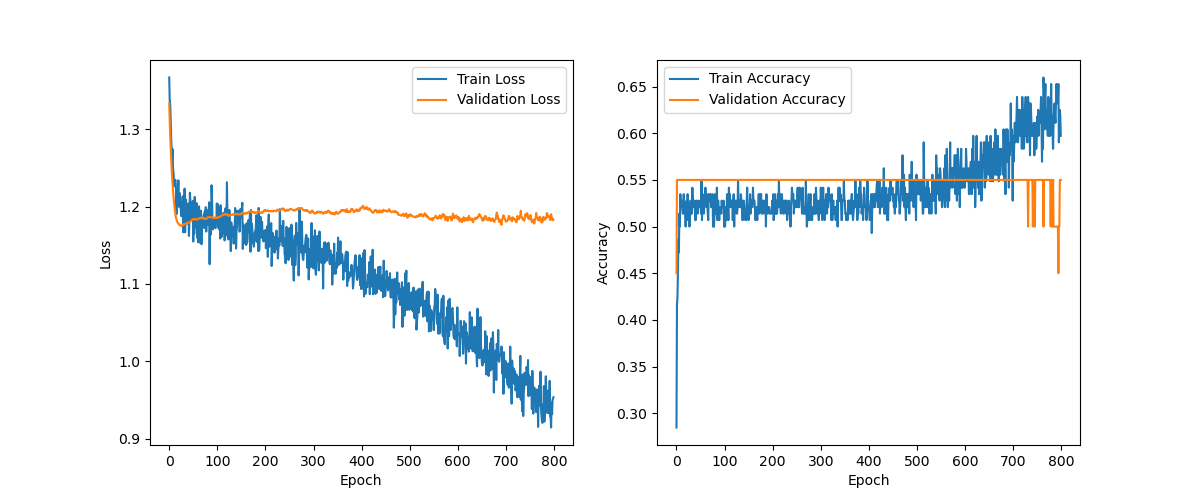 Train Loss
Validation Loss
1.3
1.2
1.1
1.0
0.9
Loss
0 100 200 300 400 500 600 700 800
Epoch
Train Accuracy
Validation Accuracy
0.65
0.60
0.55
0.50
0.45
0.40
0.35
0.30
Accuracy
0 100 200 300 400 500 600 700 800
Epoch